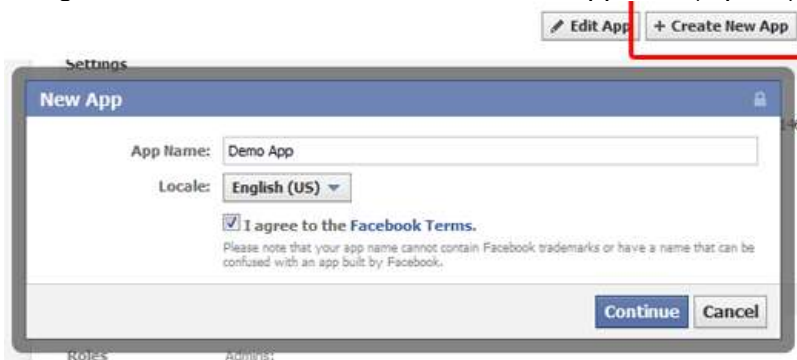 Edit App + Create New App
Settings
New App
App Name: Demo App
Locale: English (US)
I agree to the Facebook Terms.
Please note that your app name cannot contain Facebook trademarks or have a name that can be
confused with an app built by Facebook.
Continue Cancel
Roles Admins: